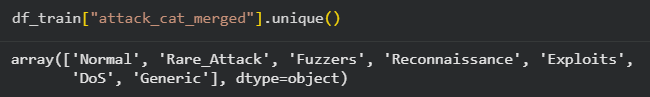 df_train["attack_cat_merged"].unique()
array(['Normal', 'Rare_Attack', 'Fuzzers', 'Reconnaissance', 'Exploits',
'DoS', 'Generic'], dtype=object)